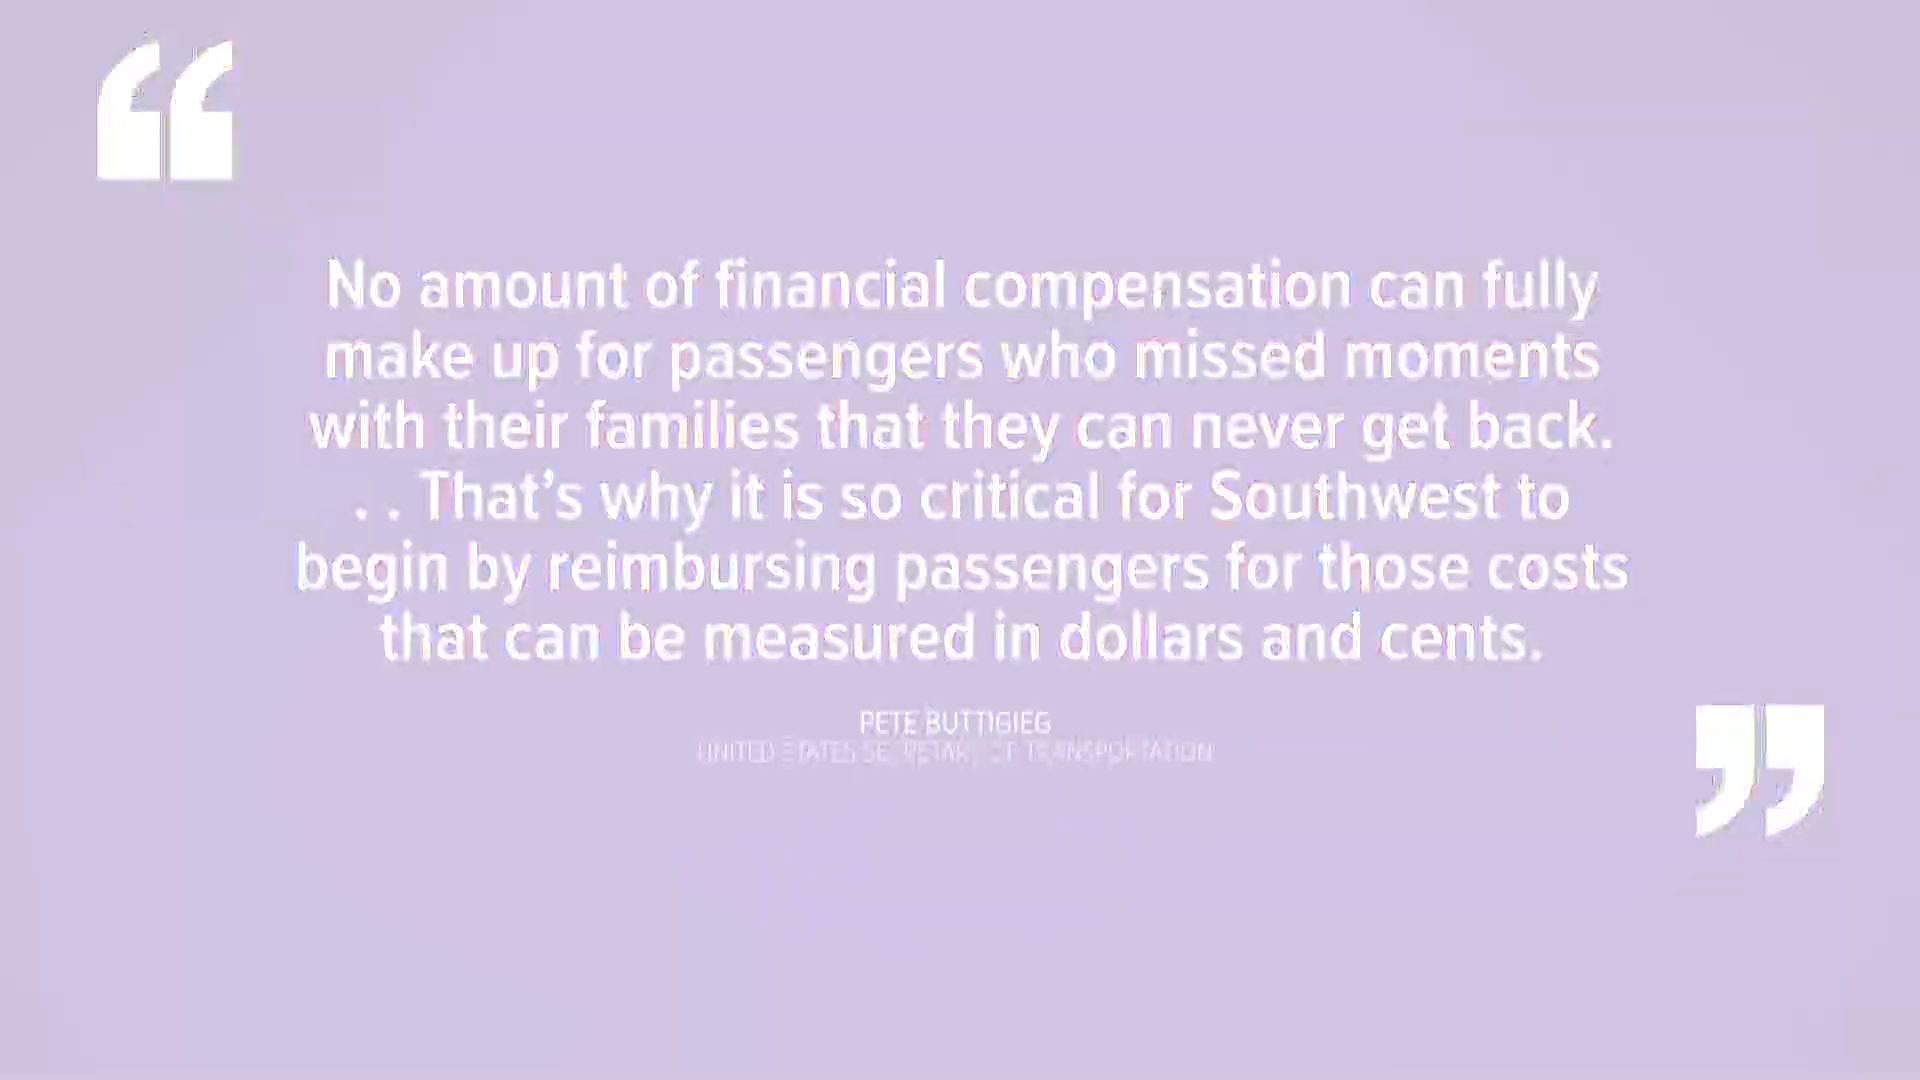 “
No amount of financial compensation can fully
make up for passengers who missed moments
with their families that they can never get back.
. . That’s why it is so critical for Southwest to
begin by reimbursing passengers for those costs
that can be measured in dollars and cents.
PETE BUTTIGIEG
UNITED STATES SECRETARY OF TRANSPORTATION
”